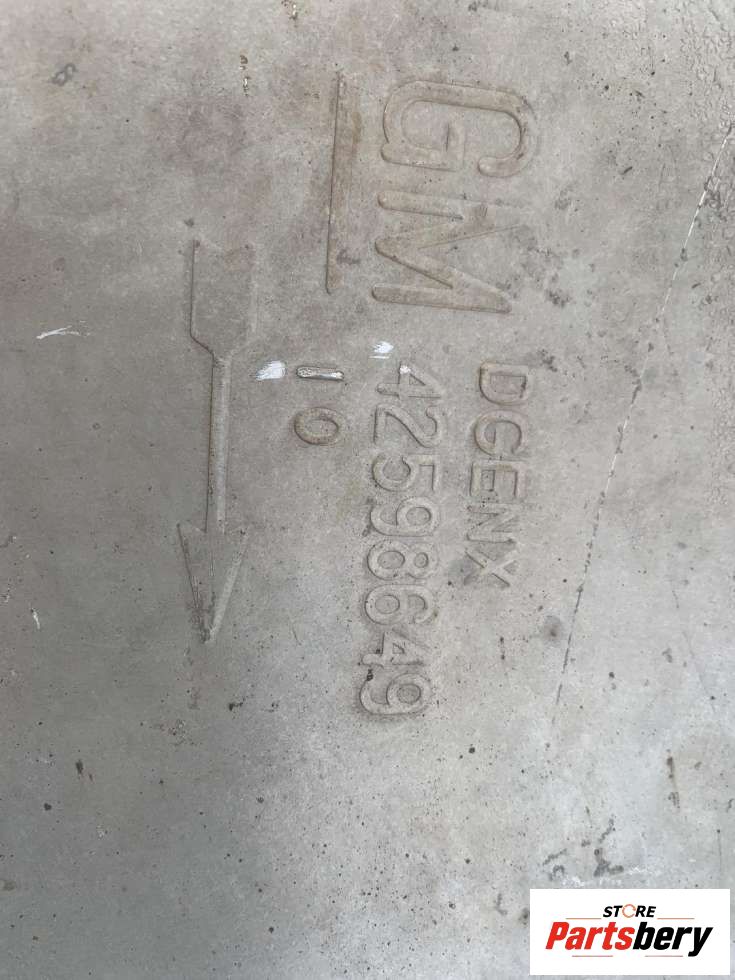 GM
DGENX
42598649
10
STORE
Partsbery